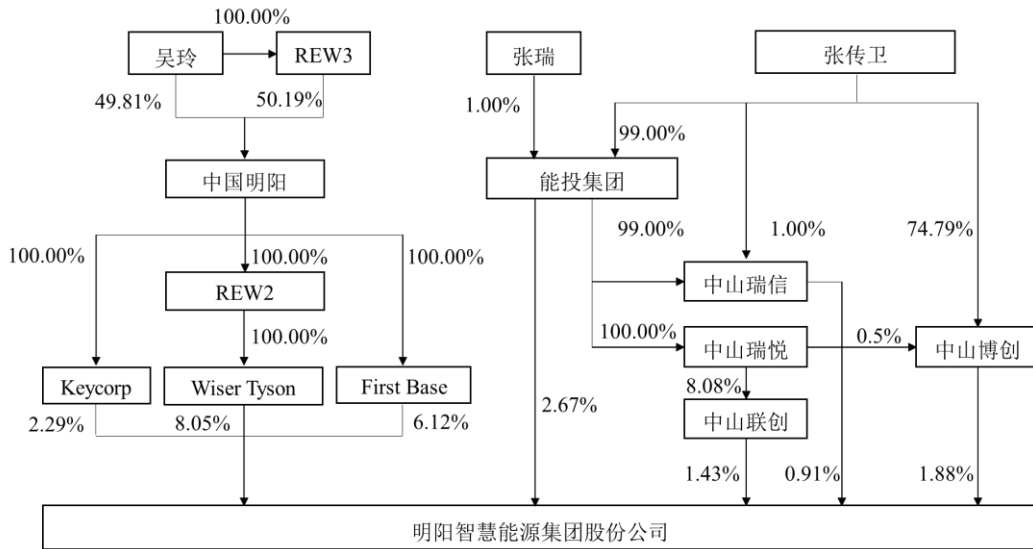 100.00%
吴玲
REW3
张瑞
张传卫
49.81%
50.19%
1.00%
99.00%
中国明阳
能投集团
99.00%
1.00%
74.79%
100.00%
100.00%
100.00%
REW2
中山瑞信
100.00%
100.00%
中山瑞悦
0.5%
中山博创
Keycorp
Wiser Tyson
First Base
8.08%
2.29%
8.05%
6.12%
2.67%
中山联创
1.43%
0.91%
1.88%
明阳智慧能源集团股份公司